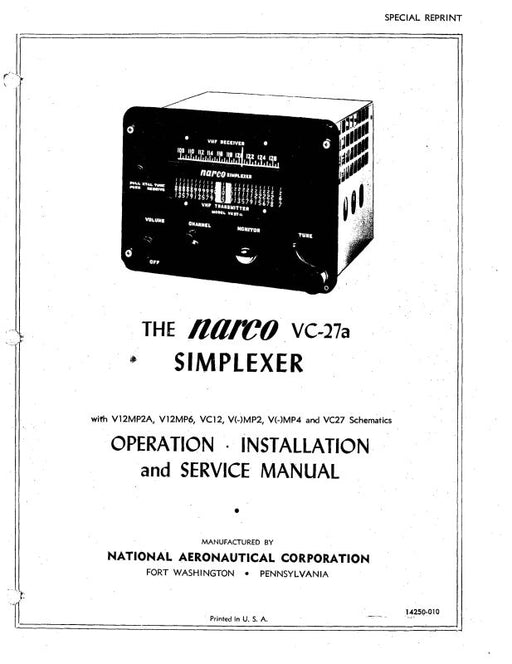 SPECIAL REPRINT
VHF RECEIVER
108 110 112 114 116 118 120 122 124 126
narco SIMPLEXER
VHF TRANSMITTER
VOLUME
CHANNEL
MONITOR
TUNE
OFF
THE narco VC-27a
SIMPLEXER
with V12MP2A, V12MP6, VC12, V(-)MP2, V(-)MP4 and VC27 Schematics
OPERATION · INSTALLATION
and SERVICE MANUAL
•
MANUFACTURED BY
NATIONAL AERONAUTICAL CORPORATION
FORT WASHINGTON • PENNSYLVANIA
14250-010
Printed in U. S. A.